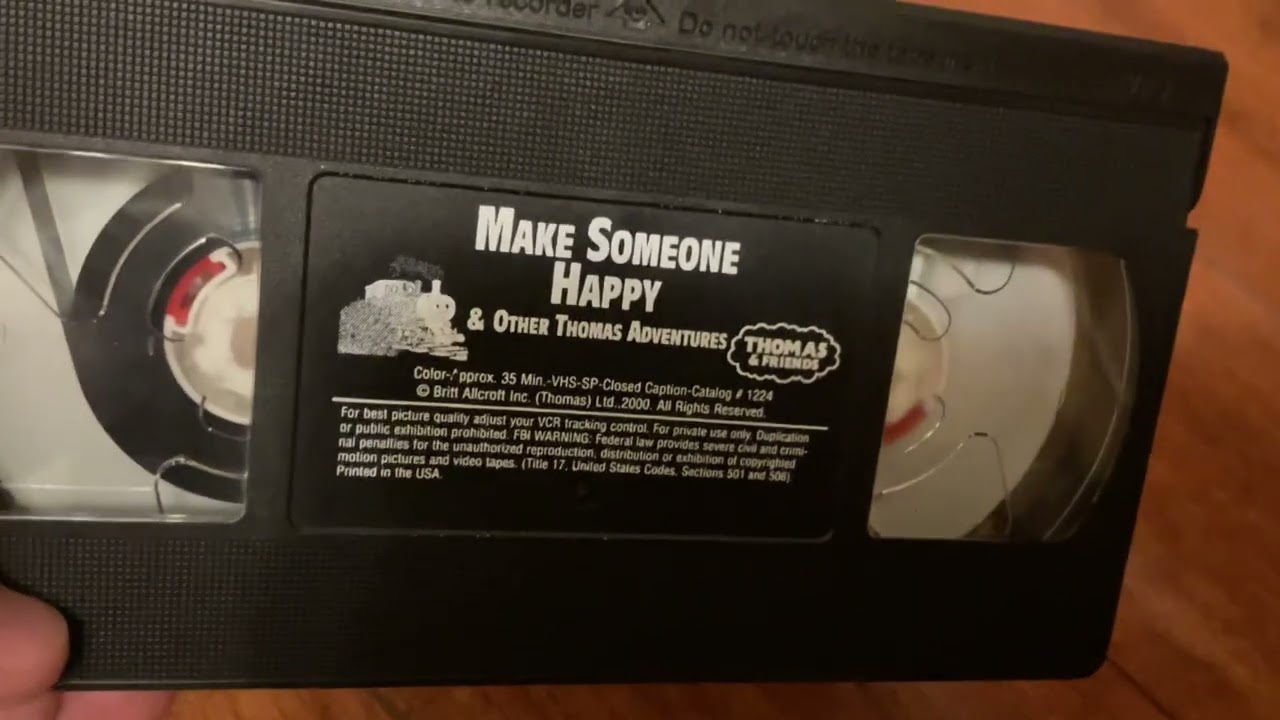 recorder Do not touch the tape
MAKE SOMEONE
HAPPY
& OTHER THOMAS ADVENTURES
THOMAS
& FRIENDS
Color-Approx. 35 Min.-VHS-SP-Closed Caption-Catalog # 1224
© Britt Allcroft Inc. (Thomas) Ltd.,2000. All Rights Reserved.
For best picture quality adjust your VCR tracking control. For private use only. Duplication
or public exhibition prohibited. FBI WARNING: Federal law provides severe civil and crimi-
nal penalties for the unauthorized reproduction, distribution or exhibition of copyrighted
motion pictures and video tapes. (Title 17, United States Codes, Sections 501 and 506).
Printed in the USA.